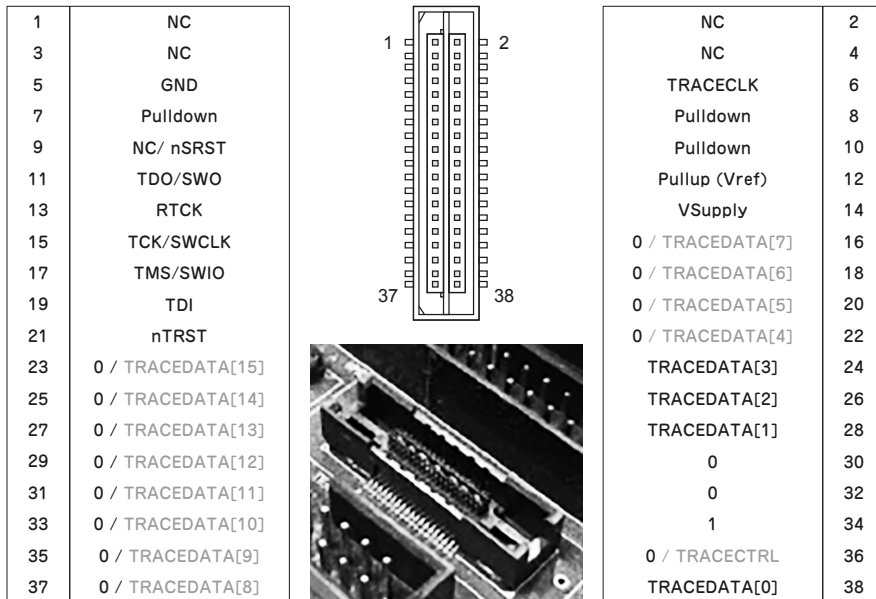 1 NC
3 NC
5 GND
7 Pulldown
9 NC/ nSRST
11 TDO/SWO
13 RTCK
15 TCK/SWCLK
17 TMS/SWIO
19 TDI
21 nTRST
23 0 / TRACEDATA[15]
25 0 / TRACEDATA[14]
27 0 / TRACEDATA[13]
29 0 / TRACEDATA[12]
31 0 / TRACEDATA[11]
33 0 / TRACEDATA[10]
35 0 / TRACEDATA[9]
37 0 / TRACEDATA[8]
1 2
37 38
NC 2
NC 4
TRACECLK 6
Pulldown 8
Pulldown 10
Pullup (Vref) 12
VSupply 14
0 / TRACEDATA[7] 16
0 / TRACEDATA[6] 18
0 / TRACEDATA[5] 20
0 / TRACEDATA[4] 22
TRACEDATA[3] 24
TRACEDATA[2] 26
TRACEDATA[1] 28
0 30
0 32
1 34
0 / TRACECTRL 36
TRACEDATA[0] 38